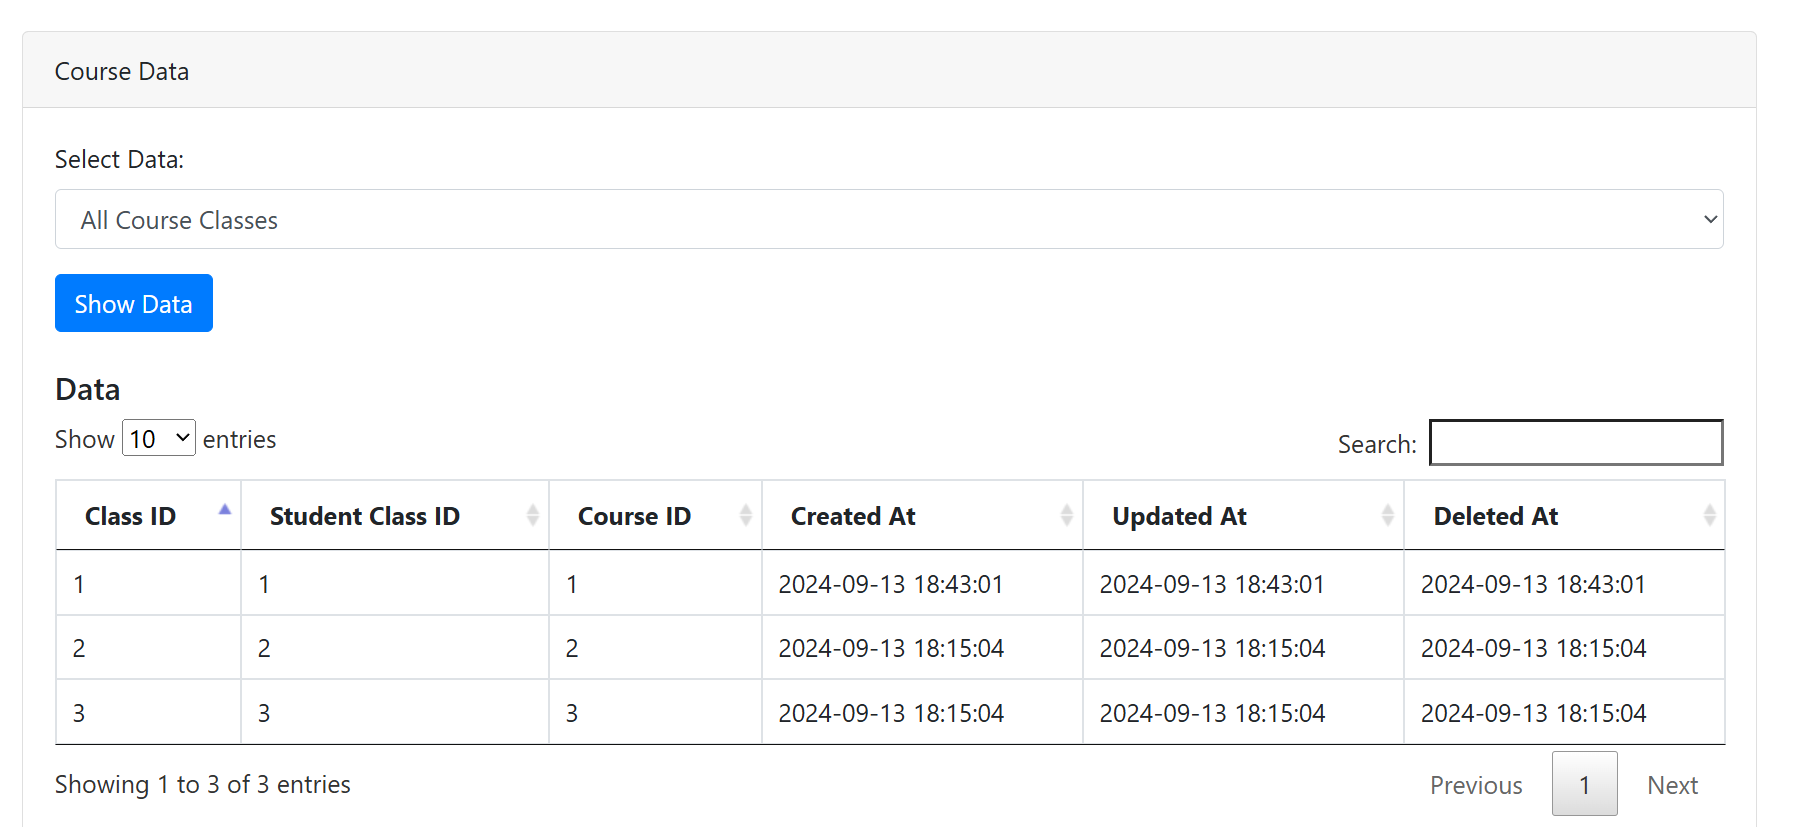 Course Data
Select Data:
All Course Classes
Show Data
Data
Show 10 entries
Search:
Class ID Student Class ID Course ID Created At Updated At Deleted At
1 1 1 2024-09-13 18:43:01 2024-09-13 18:43:01 2024-09-13 18:43:01
2 2 2 2024-09-13 18:15:04 2024-09-13 18:15:04 2024-09-13 18:15:04
3 3 3 2024-09-13 18:15:04 2024-09-13 18:15:04 2024-09-13 18:15:04
Showing 1 to 3 of 3 entries
Previous 1 Next